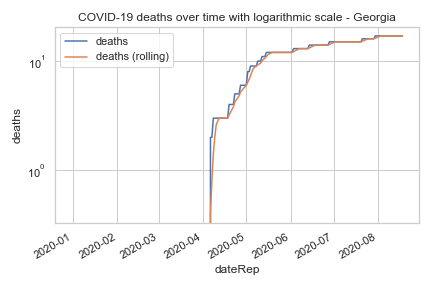 COVID-19 deaths over time with logarithmic scale - Georgia
deaths
deaths (rolling)
10¹
10⁰
deaths
2020-01
2020-02
2020-03
2020-04
2020-05
2020-06
2020-07
2020-08
dateRep